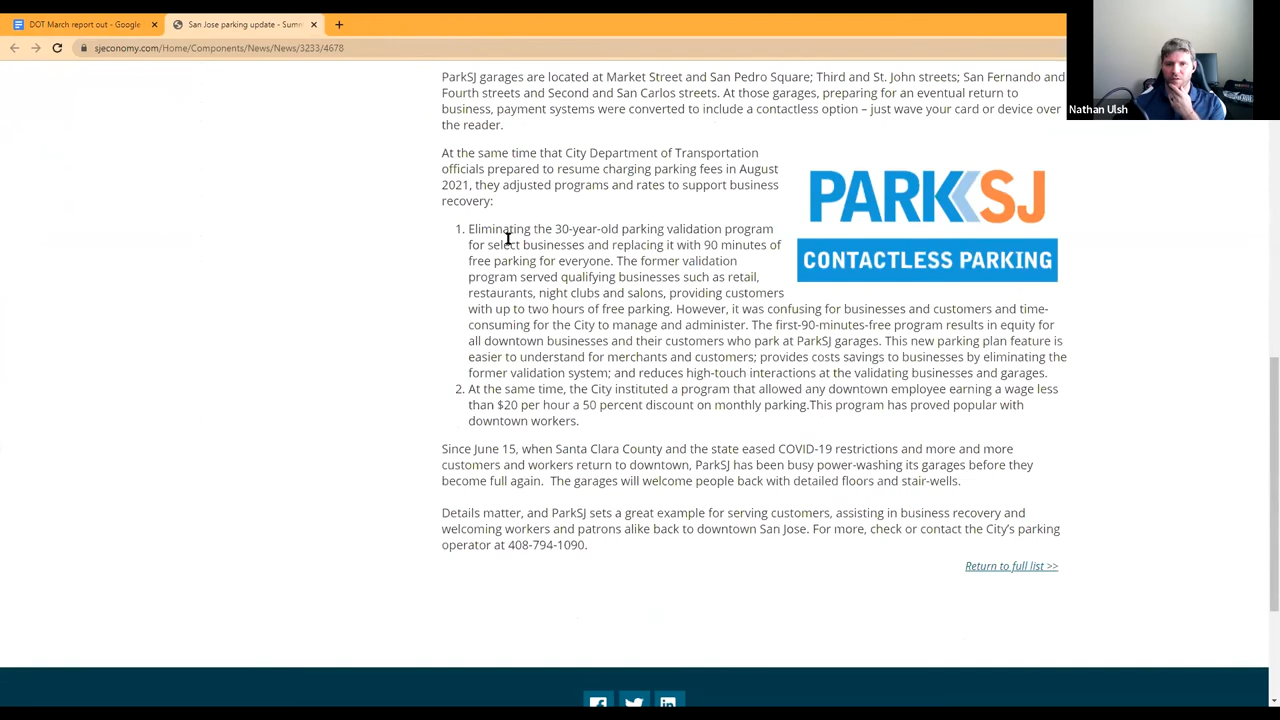 DOT March report out - Google
San Jose parking update - Sum
sjeconomy.com/Home/Components/News/News/3233/4678
Nathan Ulsh
ParkSJ garages are located at Market Street and San Pedro Square; Third and St. John streets; San Fernando and
Fourth streets and Second and San Carlos streets. At those garages, preparing for an eventual return to
business, payment systems were converted to include a contactless option – just wave your card or device over
the reader.
At the same time that City Department of Transportation
officials prepared to resume charging parking fees in August
2021, they adjusted programs and rates to support business
recovery:
PARK SJ
CONTACTLESS PARKING
1. Eliminating the 30-year-old parking validation program
for select businesses and replacing it with 90 minutes of
free parking for everyone. The former validation
program served qualifying businesses such as retail,
restaurants, night clubs and salons, providing customers
with up to two hours of free parking. However, it was confusing for businesses and customers and time-
consuming for the City to manage and administer. The first-90-minutes-free program results in equity for
all downtown businesses and their customers who park at ParkSJ garages. This new parking plan feature is
easier to understand for merchants and customers; provides costs savings to businesses by eliminating the
former validation system; and reduces high-touch interactions at the validating businesses and garages.
2. At the same time, the City instituted a program that allowed any downtown employee earning a wage less
than $20 per hour a 50 percent discount on monthly parking.This program has proved popular with
downtown workers.
Since June 15, when Santa Clara County and the state eased COVID-19 restrictions and more and more
customers and workers return to downtown, ParkSJ has been busy power-washing its garages before they
become full again. The garages will welcome people back with detailed floors and stair-wells.
Details matter, and ParkSJ sets a great example for serving customers, assisting in business recovery and
welcoming workers and patrons alike back to downtown San Jose. For more, check or contact the City's parking
operator at 408-794-1090.
Return to full list >>